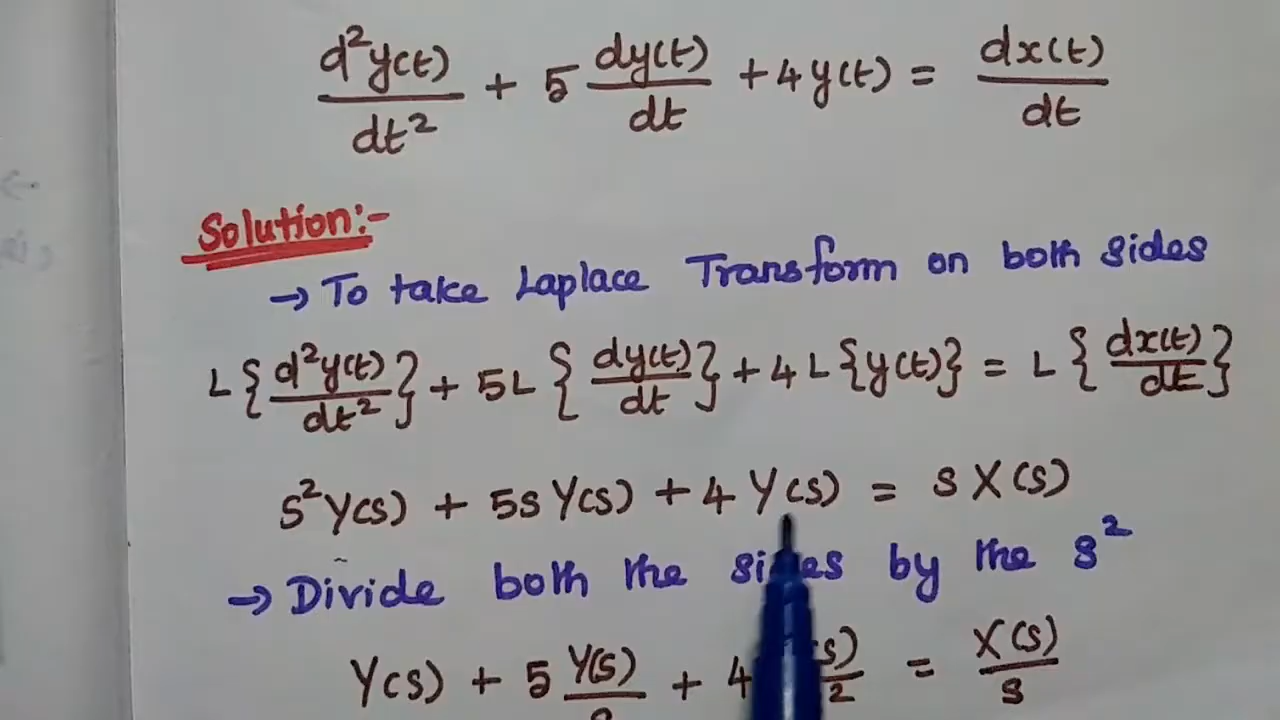 d²y(t)/dt² + 5 dy(t)/dt + 4y(t) = dx(t)/dt
Solution:-
→ To take Laplace Transform on both sides
L{d²y(t)/dt²} + 5L{dy(t)/dt} + 4L{y(t)} = L{dx(t)/dt}
s²Y(s) + 5sY(s) + 4Y(s) = sX(s)
→ Divide both the sides by the s²
Y(s) + 5 Y(s)/ + 4 = X(s)/s